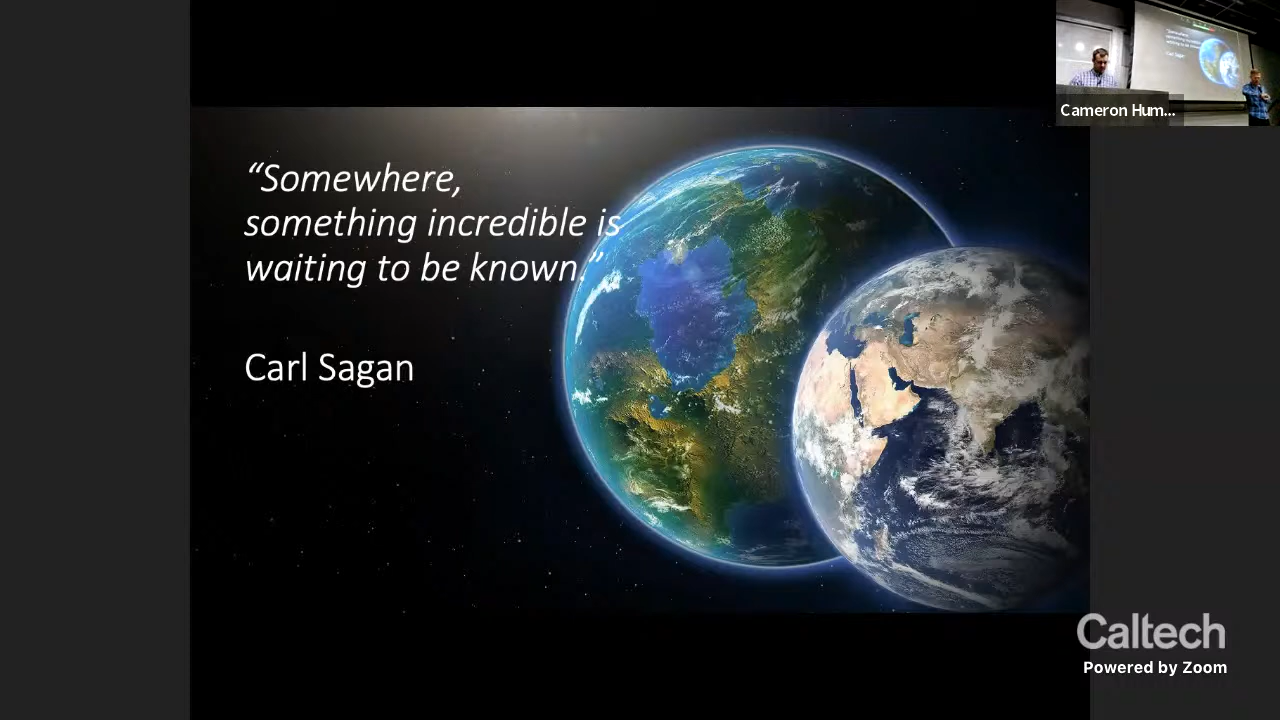 “Somewhere,
something incredible is
waiting to be known.”
Carl Sagan
Cameron Hum...
Caltech
Powered by Zoom